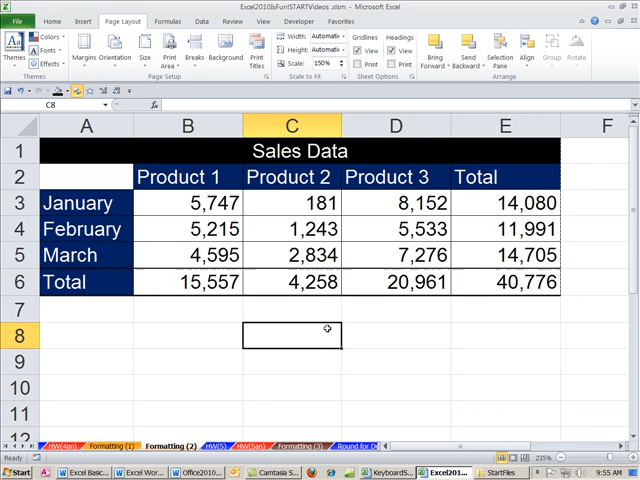 Excel2010IsFun!STARTVideos .xlsm - Microsoft Excel
File Home Insert Page Layout Formulas Data Review View Developer Favorites
Colors Width: Automatic Gridlines Headings
Fonts Height: Automatic View View
Effects Scale: 150% Print Print
Themes Margins Orientation Size Print Area Breaks Background Print Titles Bring Forward Send Backward Selection Pane Align Group Rotate
Themes Page Setup Scale to Fit Sheet Options Arrange
C8 fx
A B C D E F
1 Sales Data
2 Product 1 Product 2 Product 3 Total
3 January 5,747 181 8,152 14,080
4 February 5,215 1,243 5,533 11,991
5 March 4,595 2,834 7,276 14,705
6 Total 15,557 4,258 20,961 40,776
7
8
9
10
11
12
HW(4an) Formatting (1) Formatting (2) HW(5) HW(5an) Formatting (3) Round for De
235%
Start Excel Basic... Excel Wor... Office2010... Camtasia S... KeyboardS... Excel201... StartFiles 9:55 AM